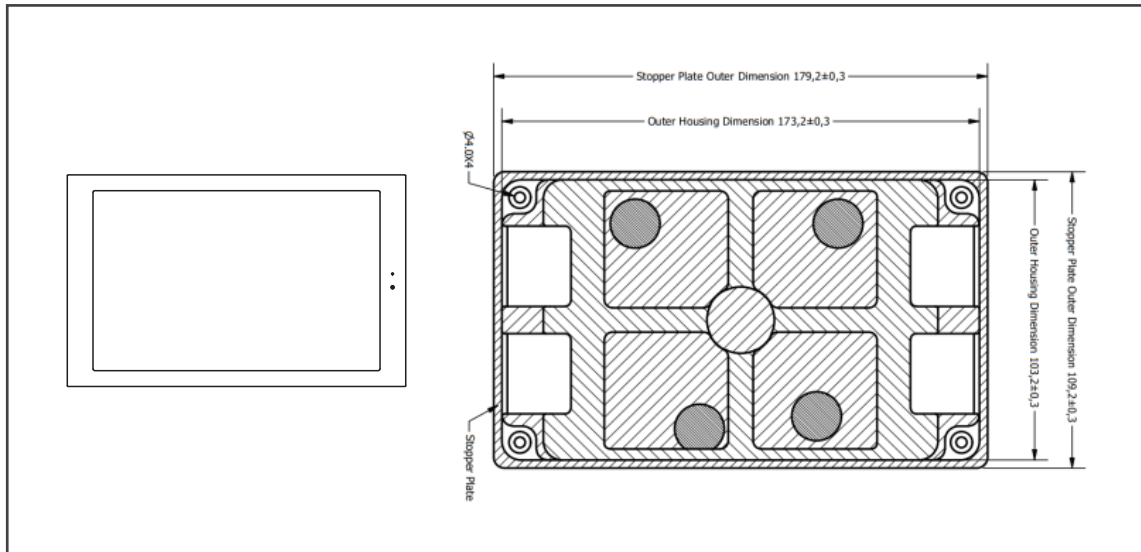 Stopper Plate Outer Dimension 179,2±0,3
Outer Housing Dimension 173,2±0,3
Ø4.0X4
Outer Housing Dimension 103,2±0,3
Stopper Plate Outer Dimension 109,2±0,3
Stopper Plate